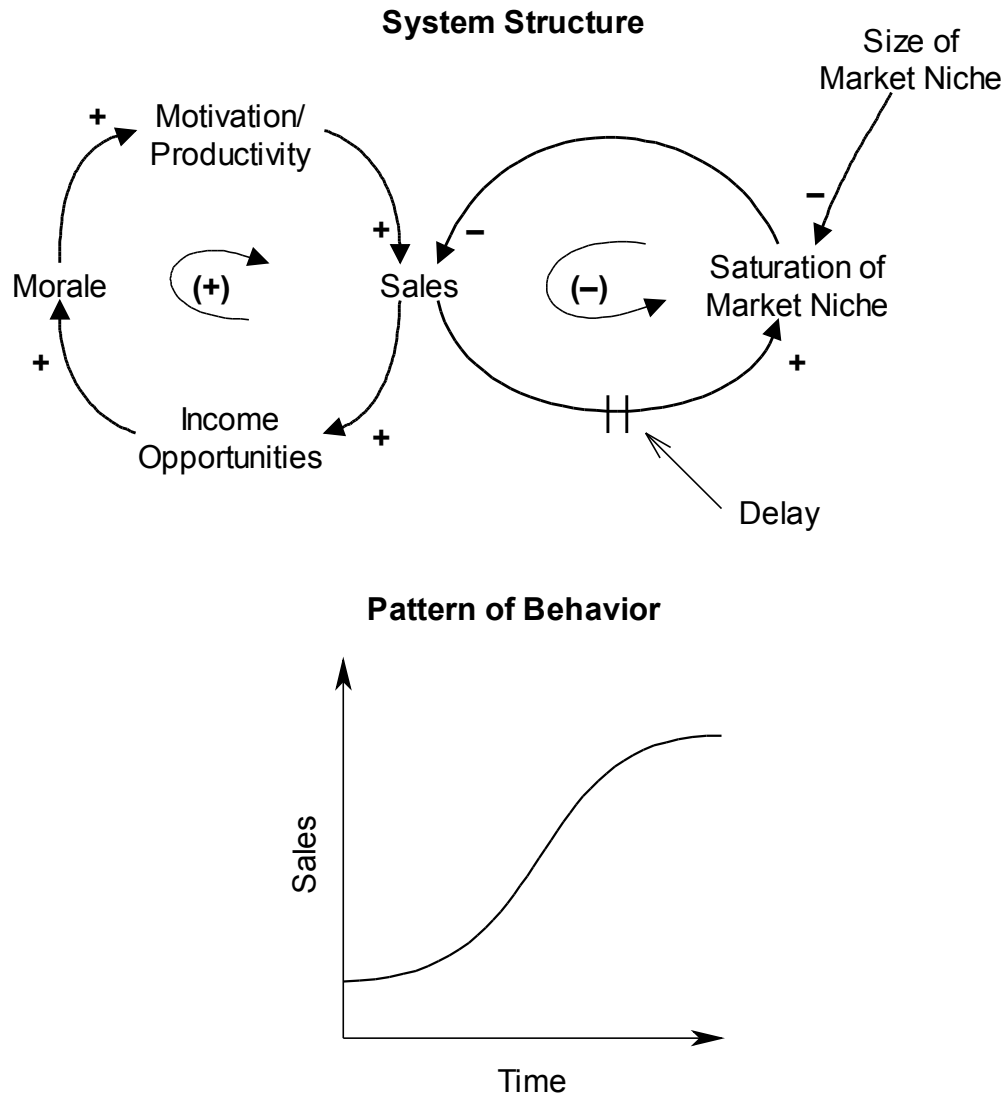 System Structure
Size of
Market Niche
+
Motivation/
Productivity
–
+
–
Morale
(+)
Sales
(–)
Saturation of
Market Niche
+
+
Income
Opportunities
+
Delay
Pattern of Behavior
Sales
Time